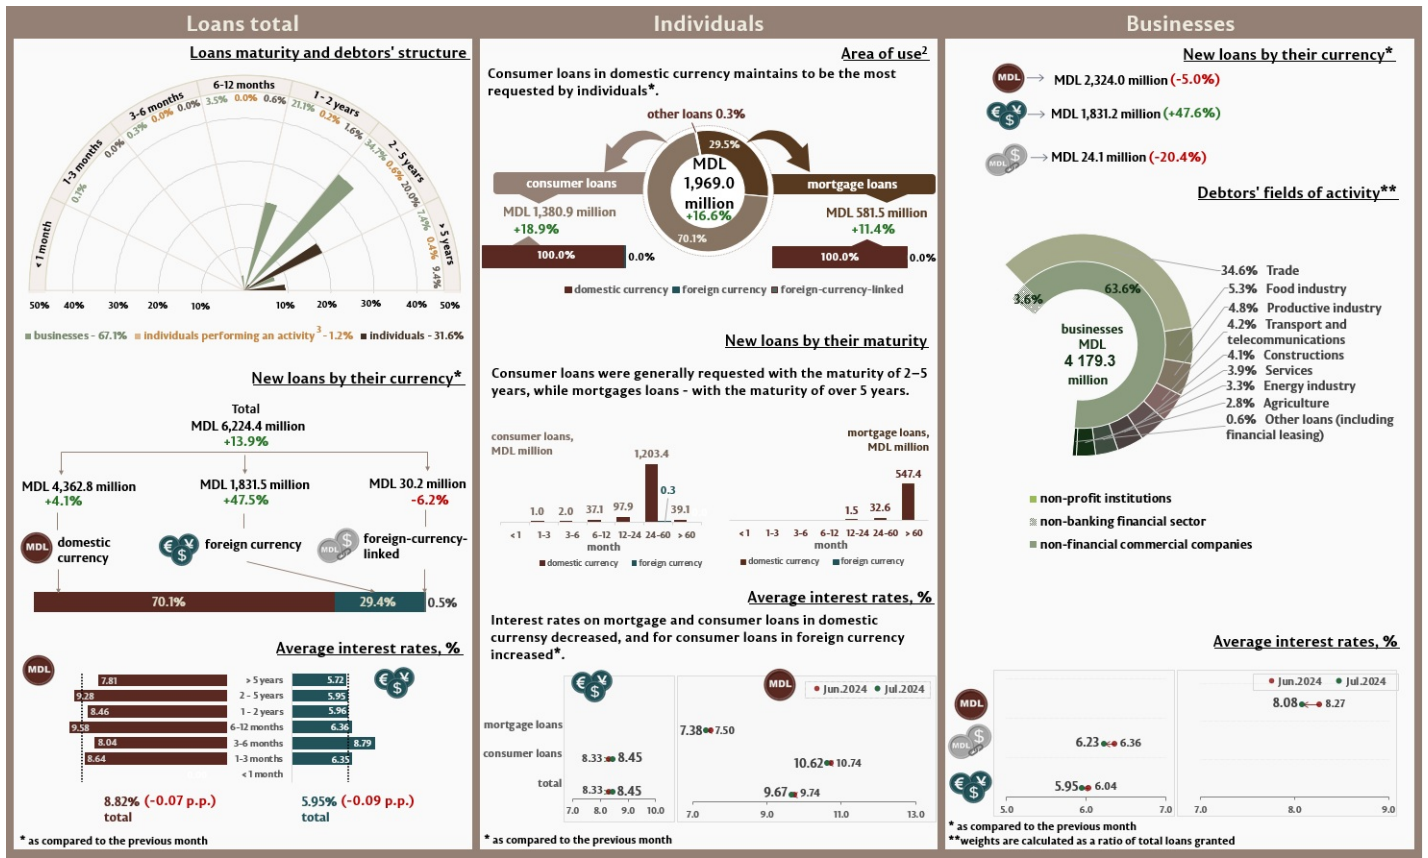 Loans total
Loans maturity and debtors' structure
< 1 month
1-3 months
3-6 months
6-12 months
1 - 2 years
2 - 5 years
> 5 years
0.1%
0.0%
0.3%
0.0%
0.0%
3.5%
0.0%
0.6%
21.1%
0.2%
1.6%
34.7%
0.6%
20.0%
7.4%
0.4%
9.4%
50% 40% 30% 20% 10% 10% 20% 30% 40% 50%
businesses - 67.1% individuals performing an activity 3 - 1.2% individuals - 31.6%
New loans by their currency*
Total
MDL 6,224.4 million
+13.9%
MDL 4,362.8 million
+4.1%
MDL 1,831.5 million
+47.5%
MDL 30.2 million
-6.2%
MDL
domestic
currency
€ ¥ $
foreign currency
MDL $
foreign-currency-
linked
70.1% 29.4% 0.5%
Average interest rates, %
MDL
€ ¥ $
7.81 > 5 years 5.72
9.28 2 - 5 years 5.95
8.46 1 - 2 years 5.96
9.58 6-12 months 6.36
8.04 3-6 months 8.79
8.64 1-3 months 6.35
< 1 month
8.82% (-0.07 p.p.)
total
5.95% (-0.09 p.p.)
total
* as compared to the previous month
Individuals
Area of use2
Consumer loans in domestic currency maintains to be the most
requested by individuals*.
other loans 0.3%
29.5%
MDL
1,969.0
million
+16.6%
70.1%
consumer loans
MDL 1,380.9 million
+18.9%
100.0% 0.0%
mortgage loans
MDL 581.5 million
+11.4%
100.0% 0.0%
domestic currency foreign currency foreign-currency-linked
New loans by their maturity
Consumer loans were generally requested with the maturity of 2–5
years, while mortgages loans - with the maturity of over 5 years.
consumer loans,
MDL million
1.0 2.0 37.1 97.9 1,203.4 0.3 39.1
< 1 1-3 3-6 6-12 12-24 24-60 > 60
month
domestic currency foreign currency
mortgage loans,
MDL million
1.5 32.6 547.4
< 1 1-3 3-6 6-12 12-24 24-60 > 60
month
domestic currency foreign currency
Average interest rates, %
Interest rates on mortgage and consumer loans in domestic
currensy decreased, and for consumer loans in foreign currency
increased*.
€ ¥ $
MDL
Jun.2024 Jul.2024
mortgage loans 7.38 7.50
consumer loans 8.33 8.45 10.62 10.74
total 8.33 8.45 9.67 9.74
7.0 8.0 9.0 10.0 7.0 9.0 11.0 13.0
* as compared to the previous month
Businesses
New loans by their currency*
MDL MDL 2,324.0 million (-5.0%)
€ ¥ $ MDL 1,831.2 million (+47.6%)
MDL $ MDL 24.1 million (-20.4%)
Debtors' fields of activity**
3.6%
63.6%
businesses
MDL
4 179.3
million
34.6% Trade
5.3% Food industry
4.8% Productive industry
4.2% Transport and
telecommunications
4.1% Constructions
3.9% Services
3.3% Energy industry
2.8% Agriculture
0.6% Other loans (including
financial leasing)
non-profit institutions
non-banking financial sector
non-financial commercial companies
Average interest rates, %
Jun.2024 Jul.2024
MDL 8.08 8.27
MDL $ 6.23 6.36
€ ¥ $ 5.95 6.04
5.0 6.0 7.0 7.0 8.0 9.0
* as compared to the previous month
**weights are calculated as a ratio of total loans granted